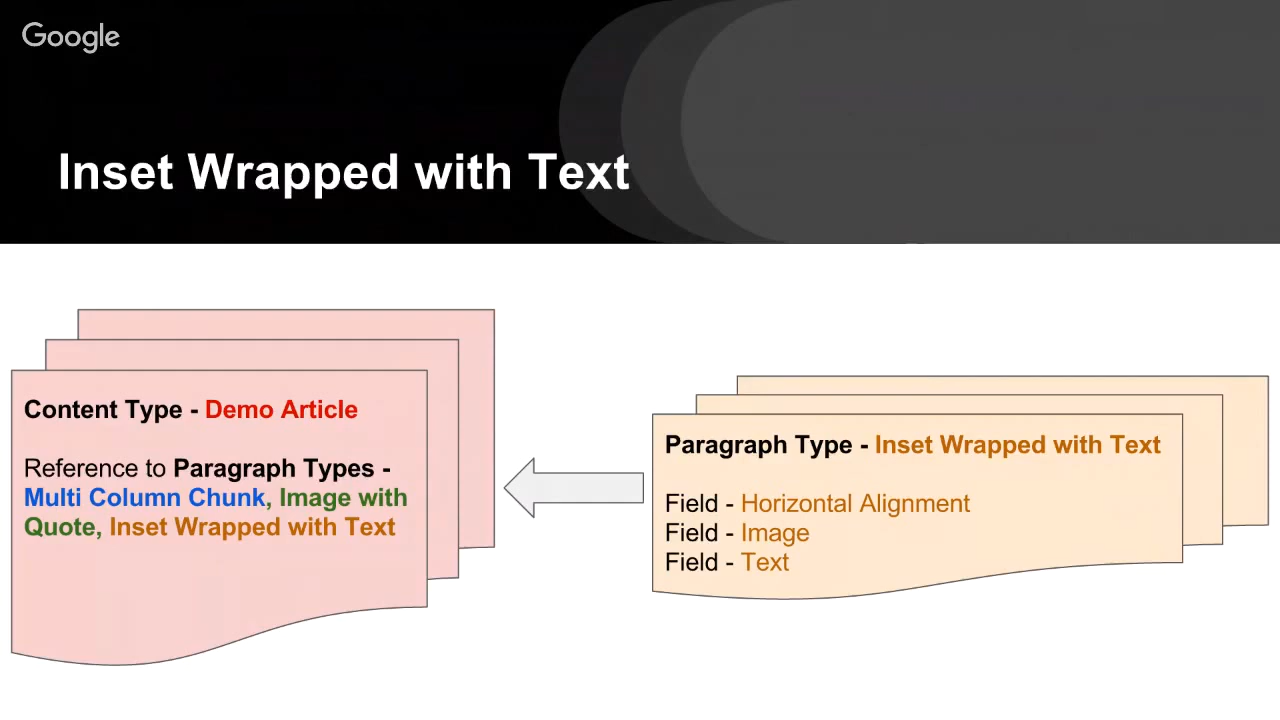 Google
Inset Wrapped with Text
Content Type - Demo Article
Reference to Paragraph Types -
Multi Column Chunk, Image with
Quote, Inset Wrapped with Text
Paragraph Type - Inset Wrapped with Text
Field - Horizontal Alignment
Field - Image
Field - Text